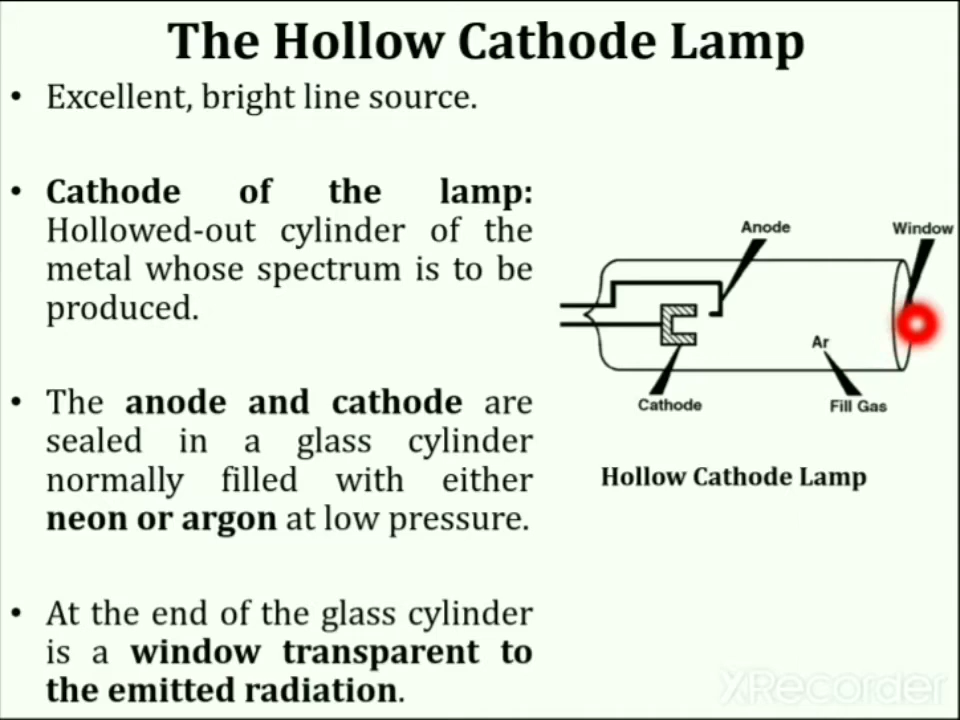 The Hollow Cathode Lamp
• Excellent, bright line source.
• Cathode of the lamp:
Hollowed-out cylinder of the
metal whose spectrum is to be
produced.
• The anode and cathode are
sealed in a glass cylinder
normally filled with either
neon or argon at low pressure.
• At the end of the glass cylinder
is a window transparent to
the emitted radiation.
Anode
Window
Ar
Cathode
Fill Gas
Hollow Cathode Lamp
XRecorder